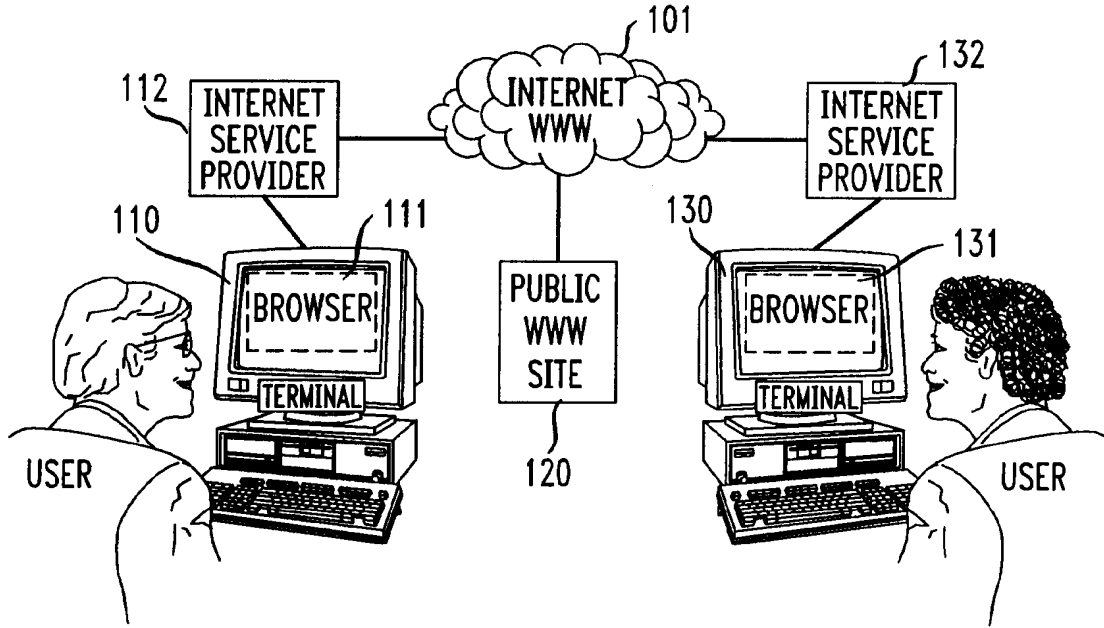 101
132
112
INTERNET
SERVICE
PROVIDER
INTERNET
WWW
INTERNET
SERVICE
PROVIDER
110
111
130
131
BROWSER
PUBLIC
WWW
SITE
BROWSER
TERMINAL
TERMINAL
USER
120
USER